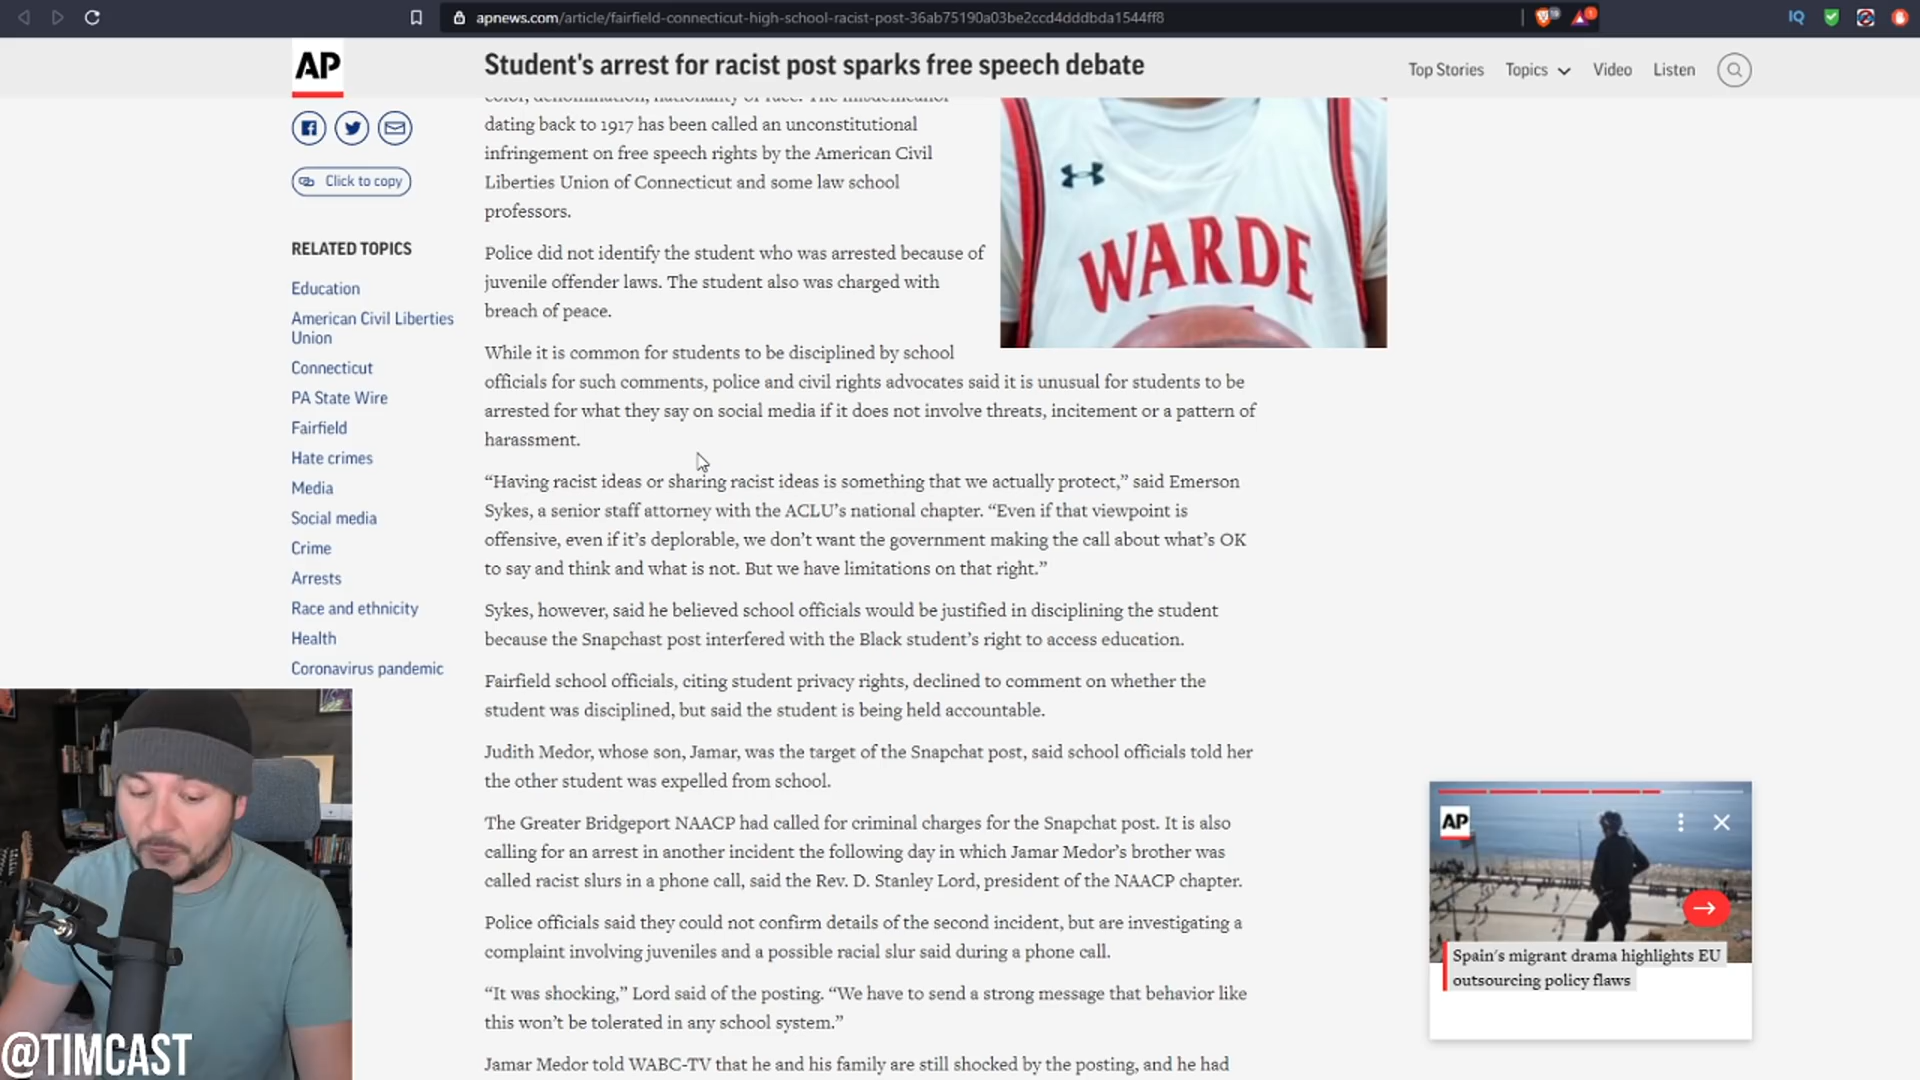 apnews.com/article/fairfield-connecticut-high-school-racist-post-36ab75190a03be2ccd4dddbda1544ff8
IQ
AP
Student's arrest for racist post sparks free speech debate
Top Stories
Topics
Video
Listen
Click to copy
RELATED TOPICS
Education
American Civil Liberties
Union
Connecticut
PA State Wire
Fairfield
Hate crimes
Media
Social media
Crime
Arrests
Race and ethnicity
Health
Coronavirus pandemic
color, denomination, nationality or race. The misdemeanor
dating back to 1917 has been called an unconstitutional
infringement on free speech rights by the American Civil
Liberties Union of Connecticut and some law school
professors.
Police did not identify the student who was arrested because of
juvenile offender laws. The student also was charged with
breach of peace.
While it is common for students to be disciplined by school
officials for such comments, police and civil rights advocates said it is unusual for students to be
arrested for what they say on social media if it does not involve threats, incitement or a pattern of
harassment.
“Having racist ideas or sharing racist ideas is something that we actually protect,” said Emerson
Sykes, a senior staff attorney with the ACLU’s national chapter. “Even if that viewpoint is
offensive, even if it’s deplorable, we don’t want the government making the call about what’s OK
to say and think and what is not. But we have limitations on that right.”
Sykes, however, said he believed school officials would be justified in disciplining the student
because the Snapchast post interfered with the Black student’s right to access education.
Fairfield school officials, citing student privacy rights, declined to comment on whether the
student was disciplined, but said the student is being held accountable.
Judith Medor, whose son, Jamar, was the target of the Snapchat post, said school officials told her
the other student was expelled from school.
The Greater Bridgeport NAACP had called for criminal charges for the Snapchat post. It is also
calling for an arrest in another incident the following day in which Jamar Medor’s brother was
called racist slurs in a phone call, said the Rev. D. Stanley Lord, president of the NAACP chapter.
Police officials said they could not confirm details of the second incident, but are investigating a
complaint involving juveniles and a possible racial slur said during a phone call.
“It was shocking,” Lord said of the posting. “We have to send a strong message that behavior like
this won’t be tolerated in any school system.”
Jamar Medor told WABC-TV that he and his family are still shocked by the posting, and he had
WARDE
AP
Spain's migrant drama highlights EU
outsourcing policy flaws
@TIMCAST